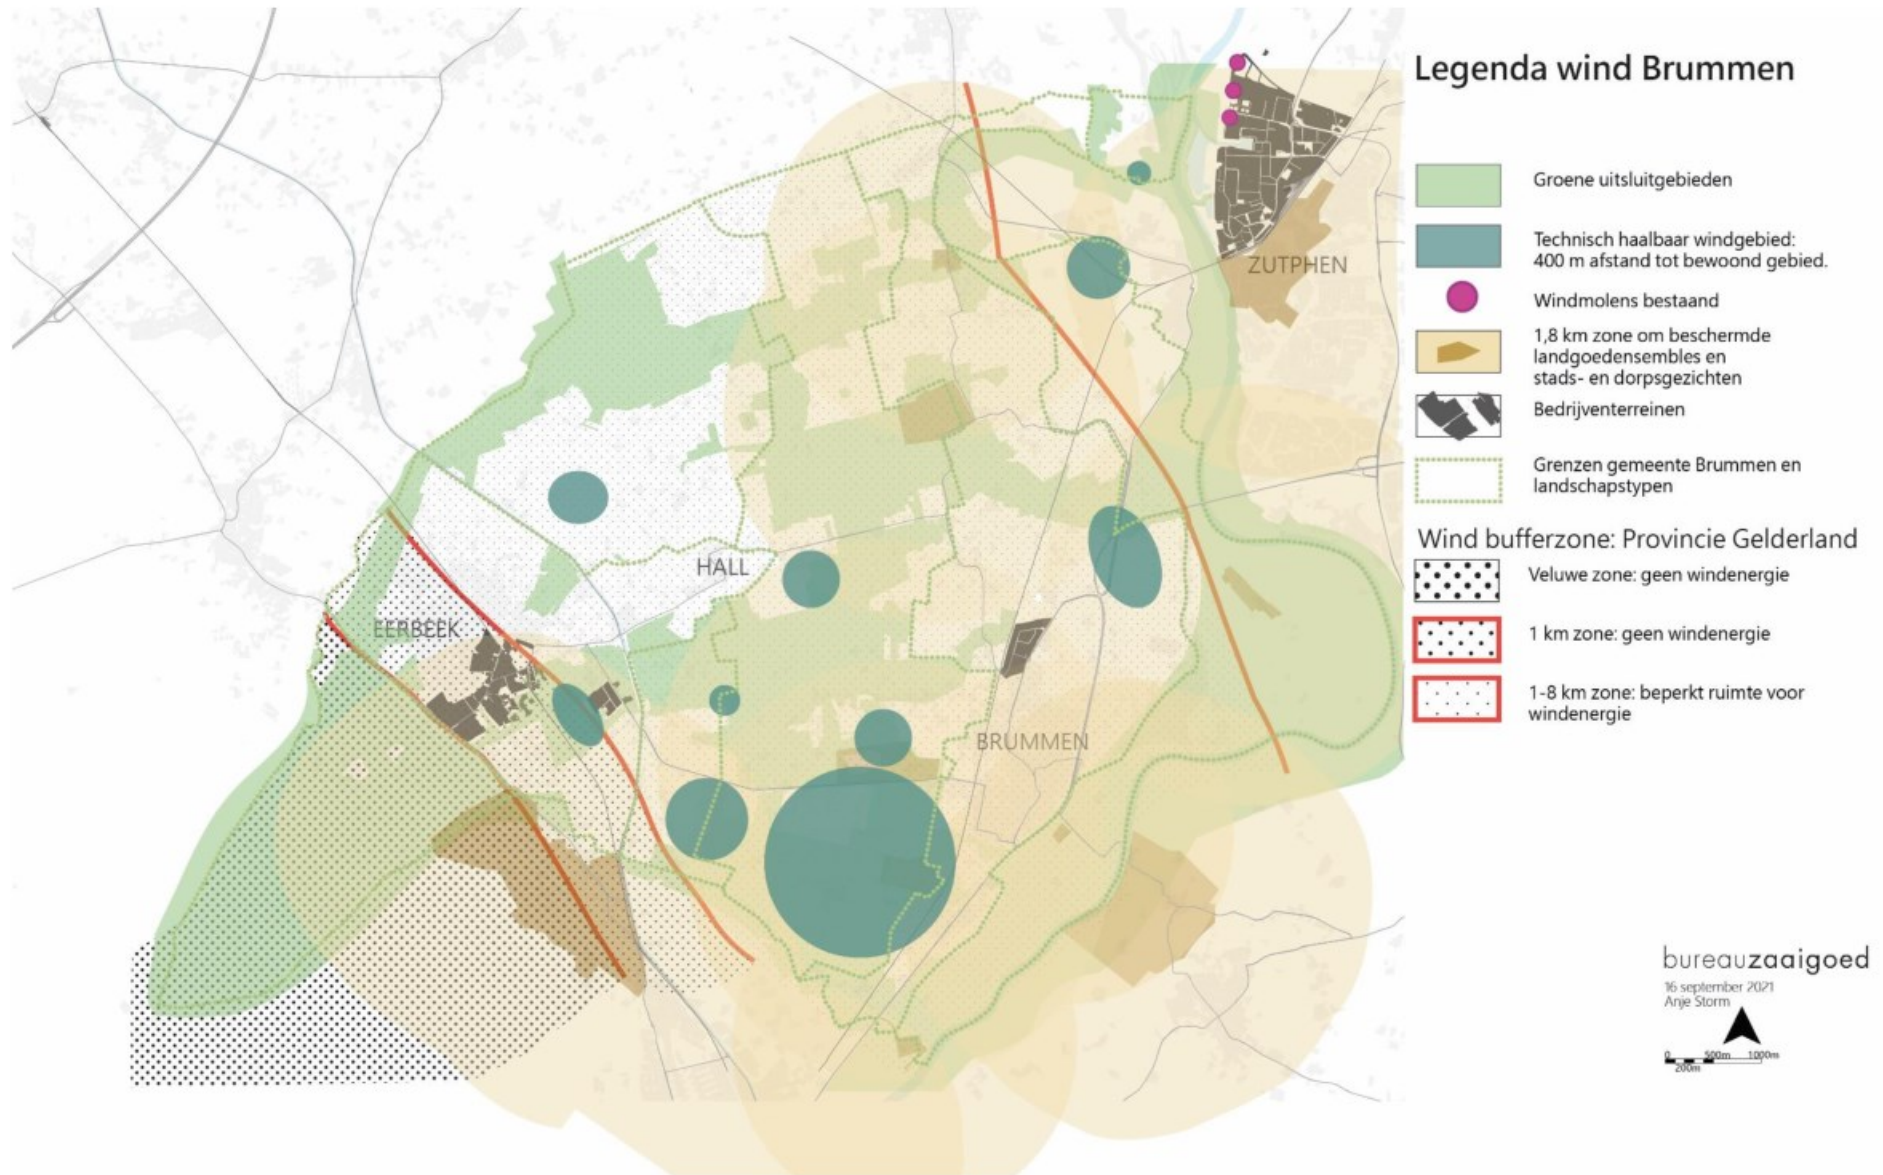 Legenda wind Brummen
Groene uitsluitgebieden
Technisch haalbaar windgebied:
400 m afstand tot bewoond gebied.
Windmolens bestaand
1,8 km zone om beschermde
landgoedensembles en
stads- en dorpsgezichten
Bedrijventerreinen
Grenzen gemeente Brummen en
landschapstypen
Wind bufferzone: Provincie Gelderland
Veluwe zone: geen windenergie
1 km zone: geen windenergie
1-8 km zone: beperkt ruimte voor
windenergie
ZUTPHEN
HALL
EERBEEK
BRUMMEN
bureauzaaigoed
16 september 2021
Anje Storm
0 500m 1000m
200m